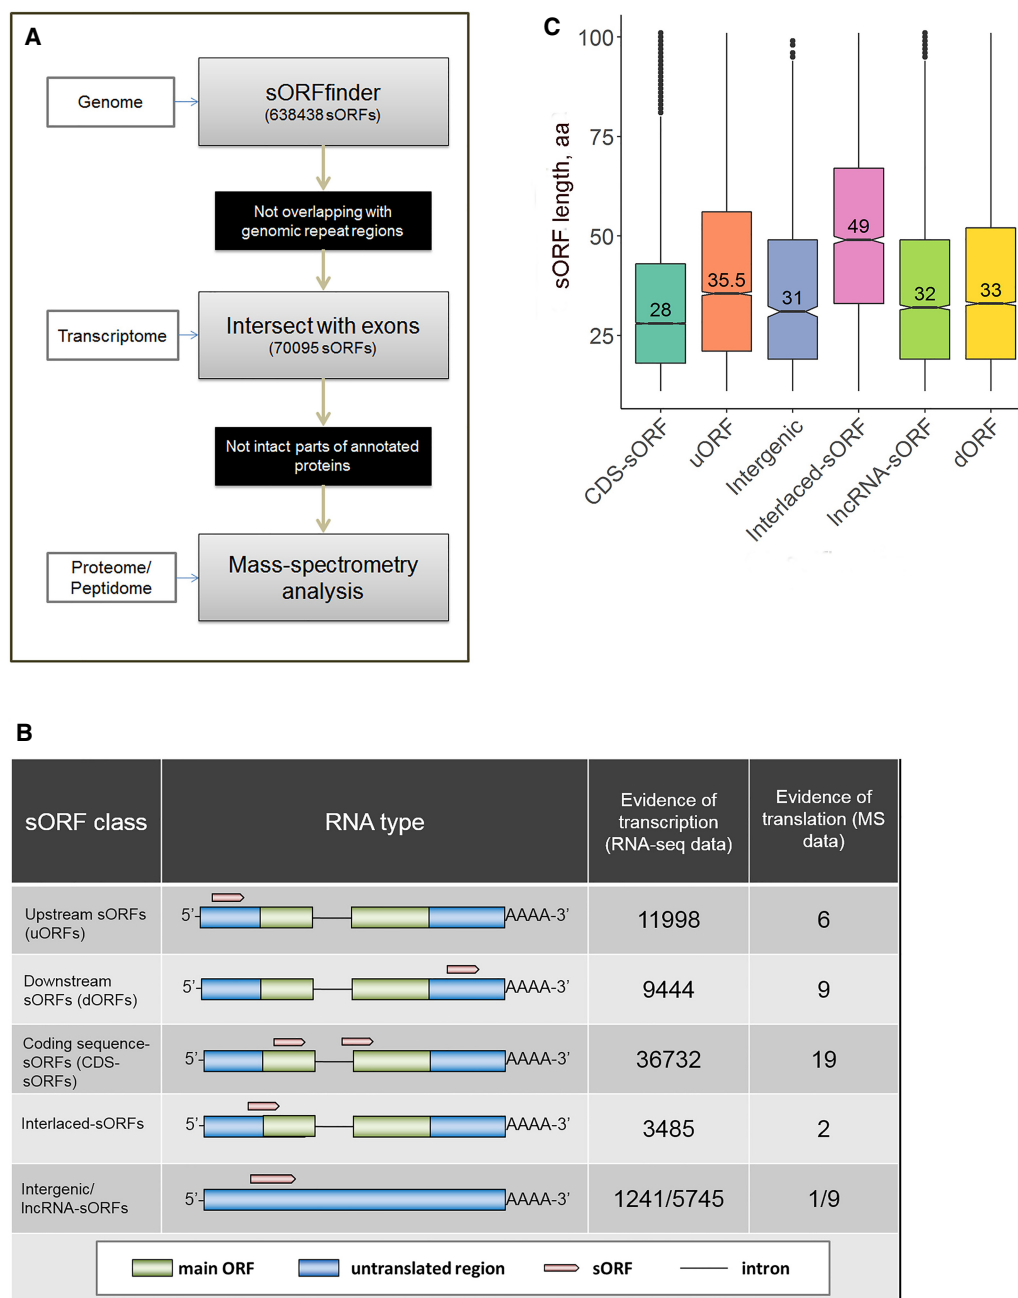 A
Genome
sORFfinder
(638438 sORFs)
Not overlapping with
genomic repeat regions
Transcriptome
Intersect with exons
(70095 sORFs)
Not intact parts of annotated
proteins
Proteome/
Peptidome
Mass-spectrometry
analysis
C
sORF length, aa
100
75
50
25
28
35.5
31
49
32
33
CDS-sORF
uORF
Intergenic
Interlaced-sORF
lncRNA-sORF
dORF
B
sORF class
RNA type
Evidence of
transcription
(RNA-seq data)
Evidence of
translation (MS
data)
Upstream sORFs
(uORFs)
5'
AAAA-3'
11998
6
Downstream
sORFs (dORFs)
5'
AAAA-3'
9444
9
Coding sequence-
sORFs (CDS-
sORFs)
5'
AAAA-3'
36732
19
Interlaced-sORFs
5'
AAAA-3'
3485
2
Intergenic/
lncRNA-sORFs
5'
AAAA-3'
1241/5745
1/9
main ORF
untranslated region
sORF
intron